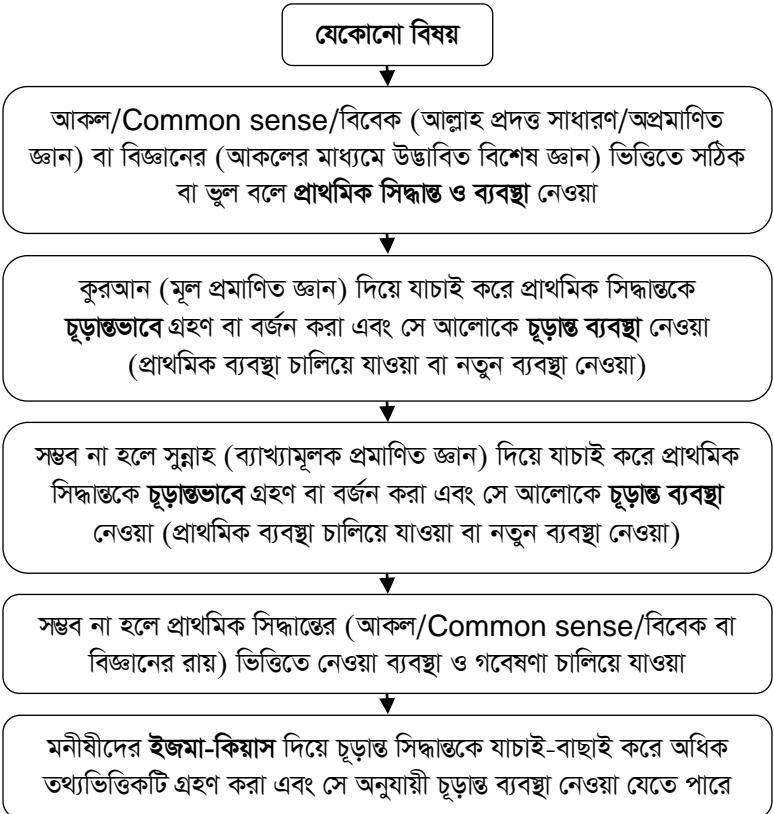 যেকোনো বিষয়
আকল/Common sense/বিবেক (আল্লাহ প্রদত্ত সাধারণ/অপ্রমাণিত
জ্ঞান) বা বিজ্ঞানের (আকলের মাধ্যমে উদ্ভাবিত বিশেষ জ্ঞান) ভিত্তিতে সঠিক
বা ভুল বলে প্রাথমিক সিদ্ধান্ত ও ব্যবস্থা নেওয়া
কুরআন (মূল প্রমাণিত জ্ঞান) দিয়ে যাচাই করে প্রাথমিক সিদ্ধান্তকে
চূড়ান্তভাবে গ্রহণ বা বর্জন করা এবং সে আলোকে চূড়ান্ত ব্যবস্থা নেওয়া
(প্রাথমিক ব্যবস্থা চালিয়ে যাওয়া বা নতুন ব্যবস্থা নেওয়া)
সম্ভব না হলে সুন্নাহ (ব্যাখ্যামূলক প্রমাণিত জ্ঞান) দিয়ে যাচাই করে প্রাথমিক
সিদ্ধান্তকে চূড়ান্তভাবে গ্রহণ বা বর্জন করা এবং সে আলোকে চূড়ান্ত ব্যবস্থা
নেওয়া (প্রাথমিক ব্যবস্থা চালিয়ে যাওয়া বা নতুন ব্যবস্থা নেওয়া)
সম্ভব না হলে প্রাথমিক সিদ্ধান্তের (আকল/Common sense/বিবেক বা
বিজ্ঞানের রায়) ভিত্তিতে নেওয়া ব্যবস্থা ও গবেষণা চালিয়ে যাওয়া
মনীষীদের ইজমা-কিয়াস দিয়ে চূড়ান্ত সিদ্ধান্তকে যাচাই-বাছাই করে অধিক
তথ্যভিত্তিকটি গ্রহণ করা এবং সে অনুযায়ী চূড়ান্ত ব্যবস্থা নেওয়া যেতে পারে